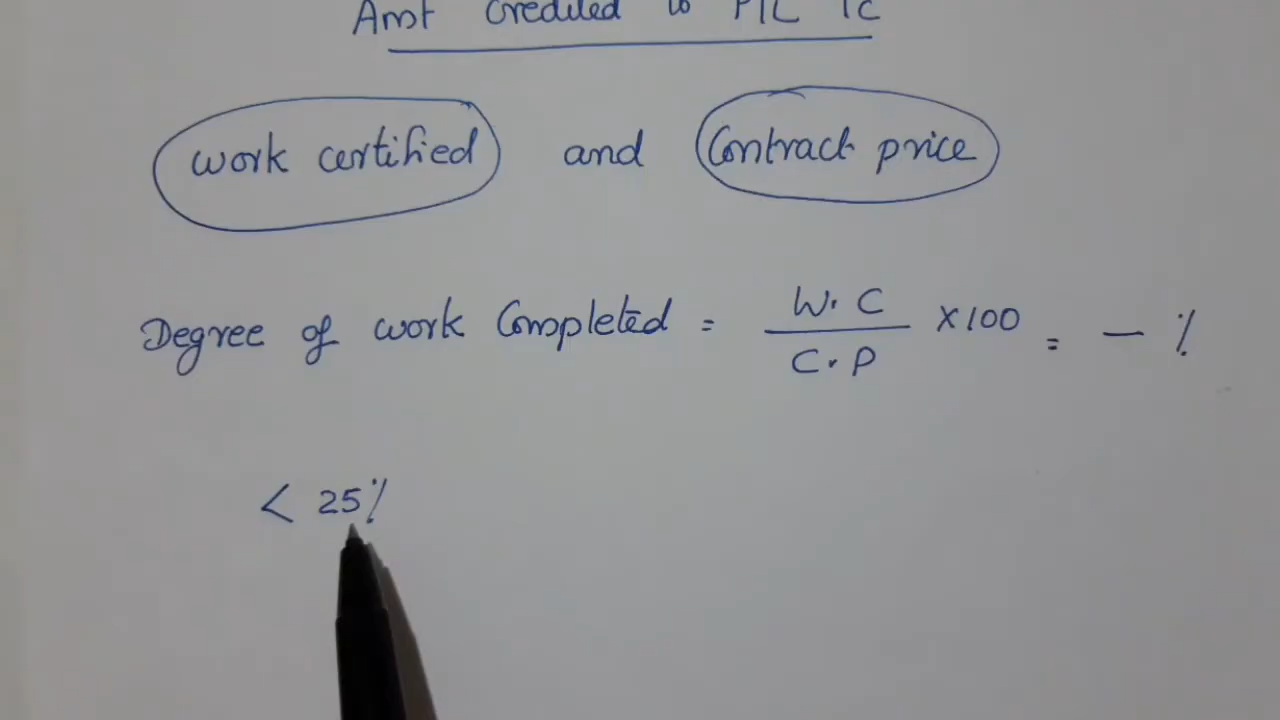 Amt Credited to P/L A/c
Work certified and Contract price
Degree of work Completed = W.C / C.P X100 = — %
< 25%